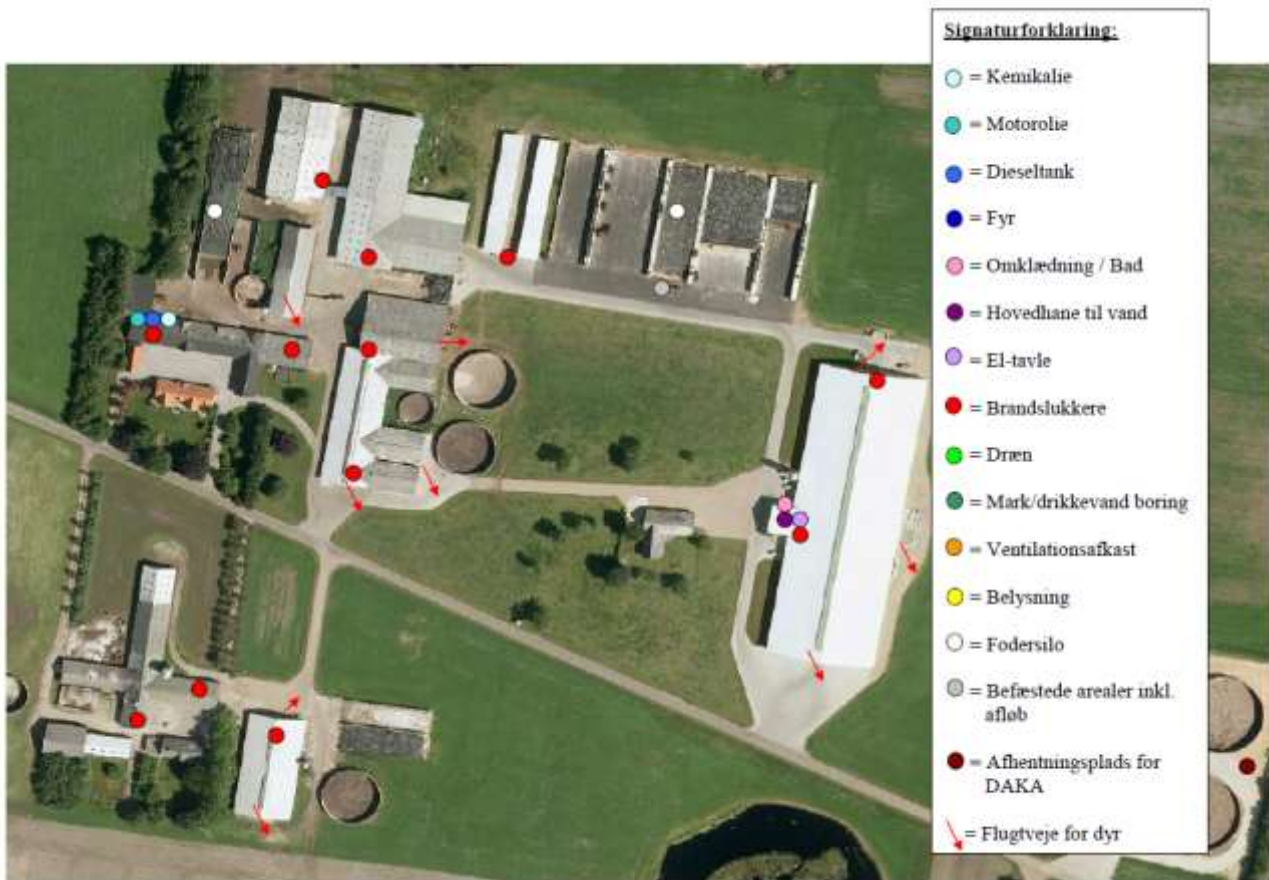 Signaturforklaring:
= Kemikalie
= Motorolie
= Dieseltank
= Fyr
= Omklædning / Bad
= Hovedhane til vand
= El-tavle
= Brandslukkere
= Dræn
= Mark/drikkevand boring
= Ventilationsafkast
= Belysning
= Fodersilo
= Befæstede arealer inkl.
afløb
= Afhentningsplads for
DAKA
= Flugtveje for dyr